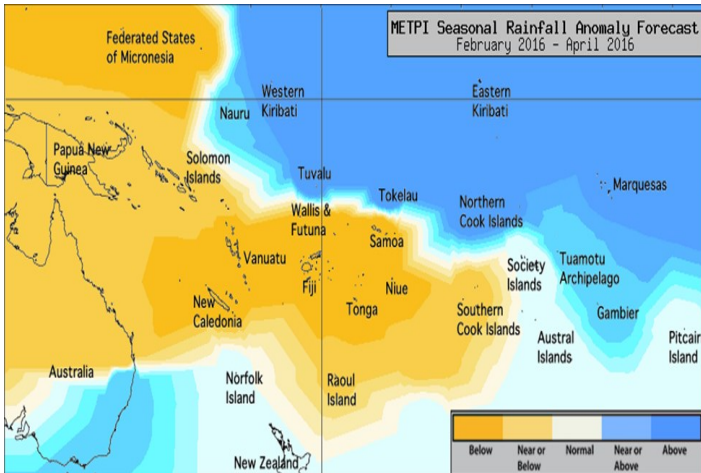 METPI Seasonal Rainfall Anomaly Forecast
February 2016 - April 2016
Federated States
of Micronesia
Nauru
Western
Kiribati
Eastern
Kiribati
Papua New
Guinea
Solomon
Islands
Tuvalu
Tokelau
Marquesas
Wallis &
Futuna
Northern
Cook Islands
Samoa
Vanuatu
Fiji
Niue
Tonga
Society
Islands
Tuamotu
Archipelago
New
Caledonia
Southern
Cook Islands
Gambier
Austral
Islands
Pitcair
Island
Australia
Norfolk
Island
Raoul
Island
New Zealand
Below
Near or
Below
Normal
Near or
Above
Above